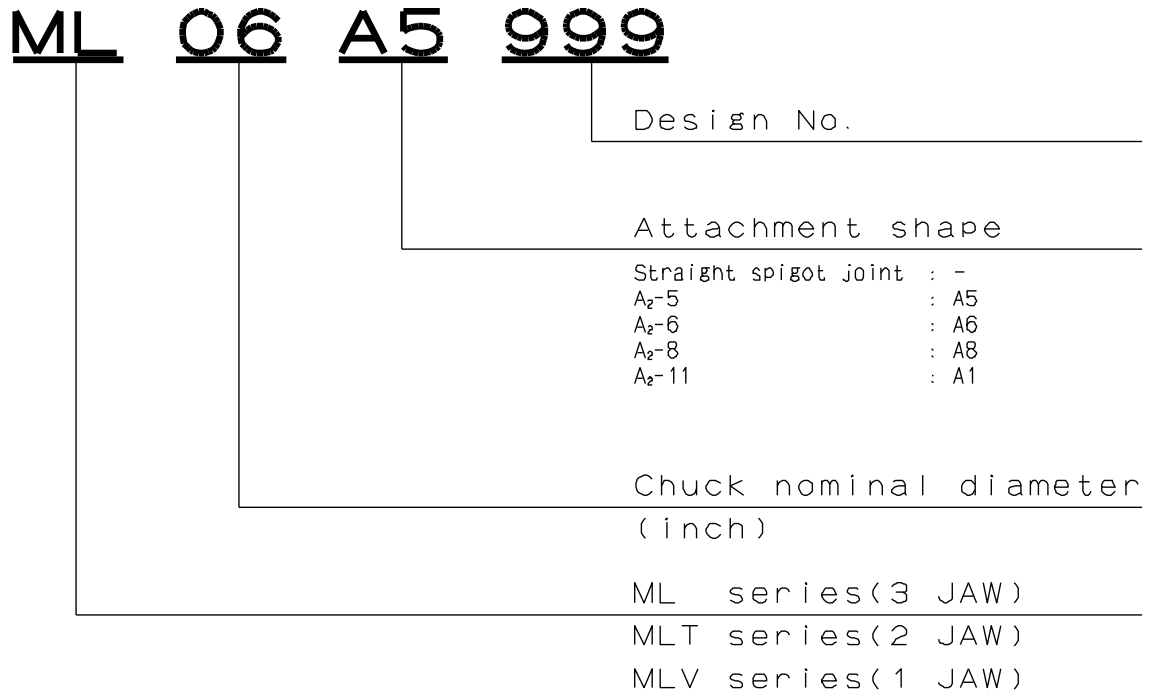 ML 06 A5 999
Design No.
Attachment shape
Straight spigot joint : -
A₂-5 : A5
A₂-6 : A6
A₂-8 : A8
A₂-11 : A1
Chuck nominal diameter
(inch)
ML series(3 JAW)
MLT series(2 JAW)
MLV series(1 JAW)